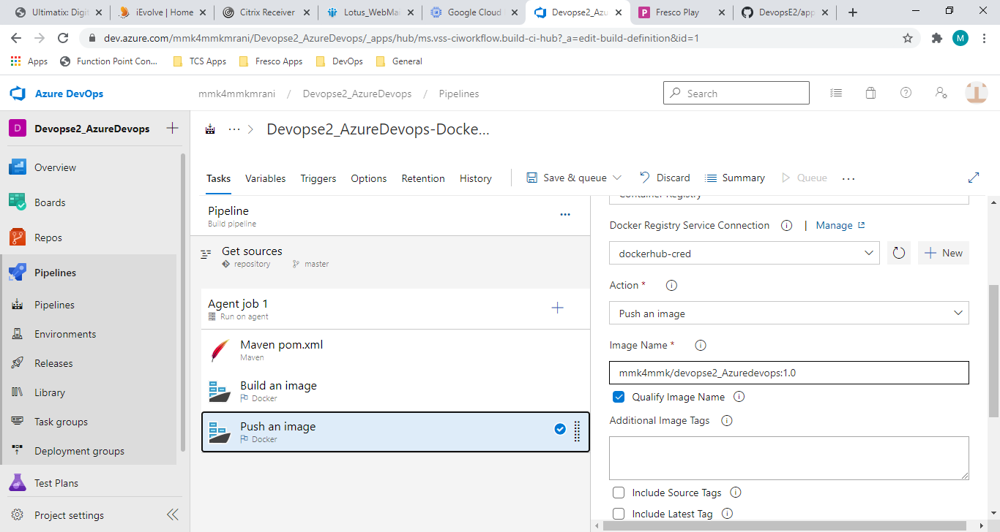 Ultimatix: Digit
iEvolve | Home
Citrix Receiver
Lotus_WebMai
Google Cloud
Devopse2_Azu
Fresco Play
DevopsE2/app
dev.azure.com/mmk4mmkmrani/Devopse2_AzureDevops/_apps/hub/ms.vss-ciworkflow.build-ci-hub?_a=edit-build-definition&id=1
M
Apps
Function Point Con...
TCS Apps
Fresco Apps
DevOps
General
Azure DevOps
mmk4mmkmrani / Devopse2_AzureDevops / Pipelines
Search
D
Devopse2_AzureDevops
Overview
Boards
Repos
Pipelines
Pipelines
Environments
Releases
Library
Task groups
Deployment groups
Test Plans
Project settings
... > Devopse2_AzureDevops-Docke...
Tasks
Variables
Triggers
Options
Retention
History
Save & queue
Discard
Summary
Queue
...
Pipeline
Build pipeline
...
Get sources
repository
master
Agent job 1
Run on agent
Maven pom.xml
Maven
Build an image
Docker
Push an image
Docker
Container Registry
Docker Registry Service Connection | Manage
dockerhub-cred
New
Action *
Push an image
Image Name *
mmk4mmk/devopse2_Azuredevops:1.0
Qualify Image Name
Additional Image Tags
Include Source Tags
Include Latest Tag